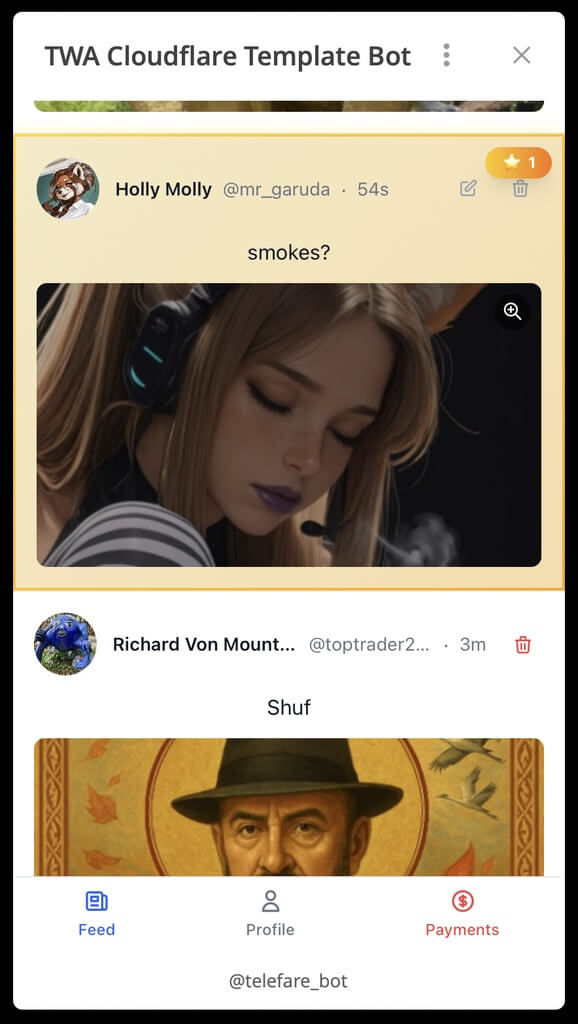 TWA Cloudflare Template Bot
1
Holly Molly @mr_garuda · 54s
smokes?
Richard Von Mount... @toptrader2... · 3m
Shuf
Feed
Profile
Payments
@telefare_bot